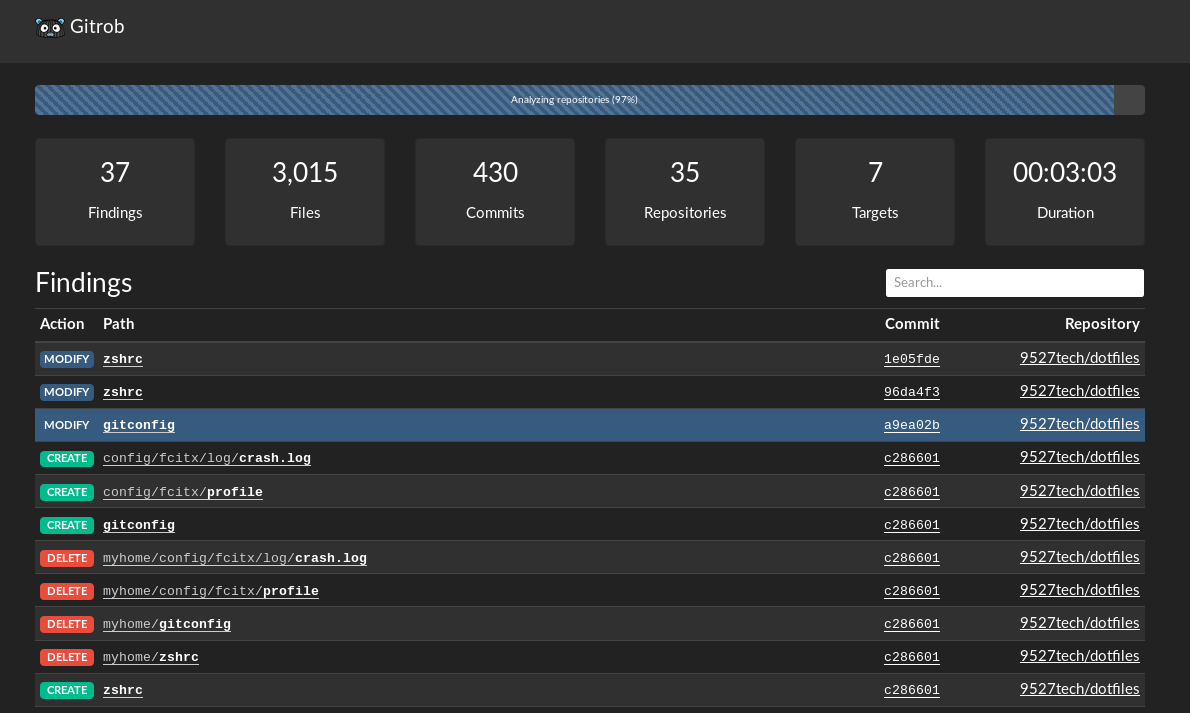 Gitrob
Analyzing repositories (97%)
37 3,015 430 35 7 00:03:03
Findings Files Commits Repositories Targets Duration
Findings Search...
Action Path Commit Repository
MODIFY zshrc 1e05fde 9527tech/dotfiles
MODIFY zshrc 96da4f3 9527tech/dotfiles
MODIFY gitconfig a9ea02b 9527tech/dotfiles
CREATE config/fcitx/log/crash.log c286601 9527tech/dotfiles
CREATE config/fcitx/profile c286601 9527tech/dotfiles
CREATE gitconfig c286601 9527tech/dotfiles
DELETE myhome/config/fcitx/log/crash.log c286601 9527tech/dotfiles
DELETE myhome/config/fcitx/profile c286601 9527tech/dotfiles
DELETE myhome/gitconfig c286601 9527tech/dotfiles
DELETE myhome/zshrc c286601 9527tech/dotfiles
CREATE zshrc c286601 9527tech/dotfiles